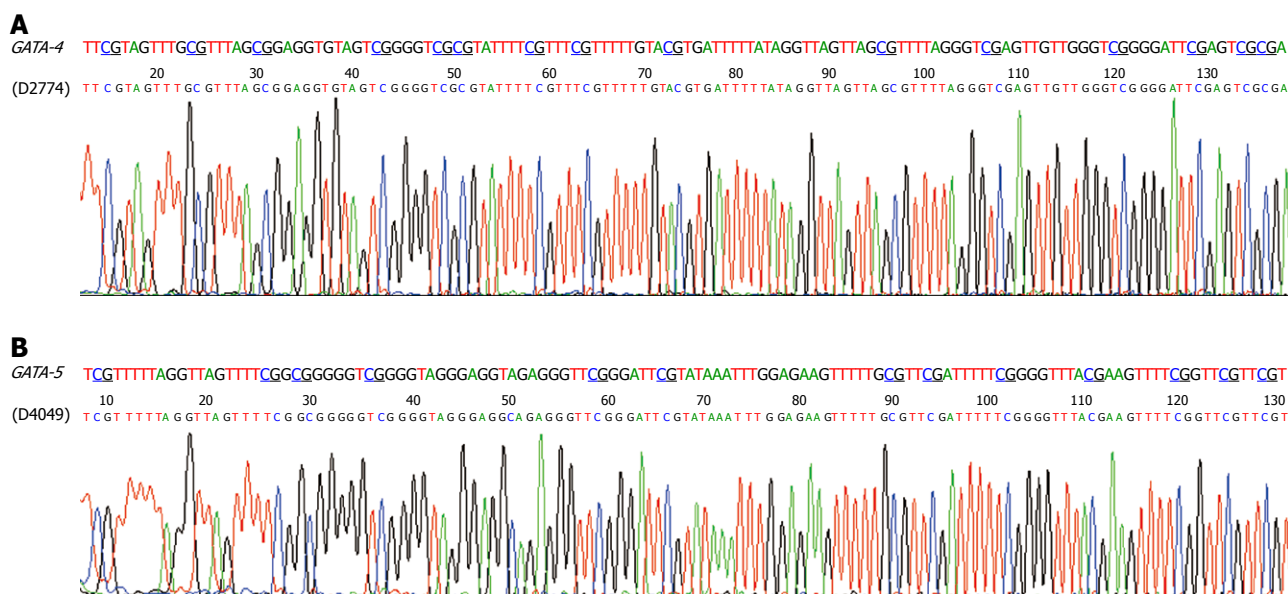 A
GATA-4 TTCGTAGTTTGCGTTTAGCGGAGGTGTAGTCGGGGTCGCGTATTTTCGTTTCGTTTTTGTACGTGATTTTTATAGGTTAGTTAGCGTTTTAGGGTCGAGTTGTTGGGTCGGGGATTCGAGTCGCGA
20 30 40 50 60 70 80 90 100 110 120 130
(D2774) TTCGTAGTTTGCGTTTAGCGGAGGTGTAGTCGGGGTCGCGTATTTTCGTTTCGTTTTTGTACGTGATTTTTATAGGTTAGTTAGCGTTTTAGGGTCGAGTTGTTGGGTCGGGGATTCGAGTCGCGA
B
GATA-5 TCGTTTTTAGGTTAGTTTTCGGCGGGGGTCGGGGTAGGGAGGTAGAGGGTTCGGGATTCGTATAAATTTGGAGAAGTTTTTGCGTTCGATTTTTCGGGGTTTACGAAGTTTTCGGTTCGTTCGT
10 20 30 40 50 60 70 80 90 100 110 120 130
(D4049) TCGTTTTTAGGTTAGTTTTCGGCGGGGGTCGGGGTAGGGAGGCAGAGGGTTCGGGATTCGTATAAATTTGGAGAAGTTTTTGCGTTCGATTTTTCGGGGTTTACGAAGTTTTCGGTTCGTTCGT